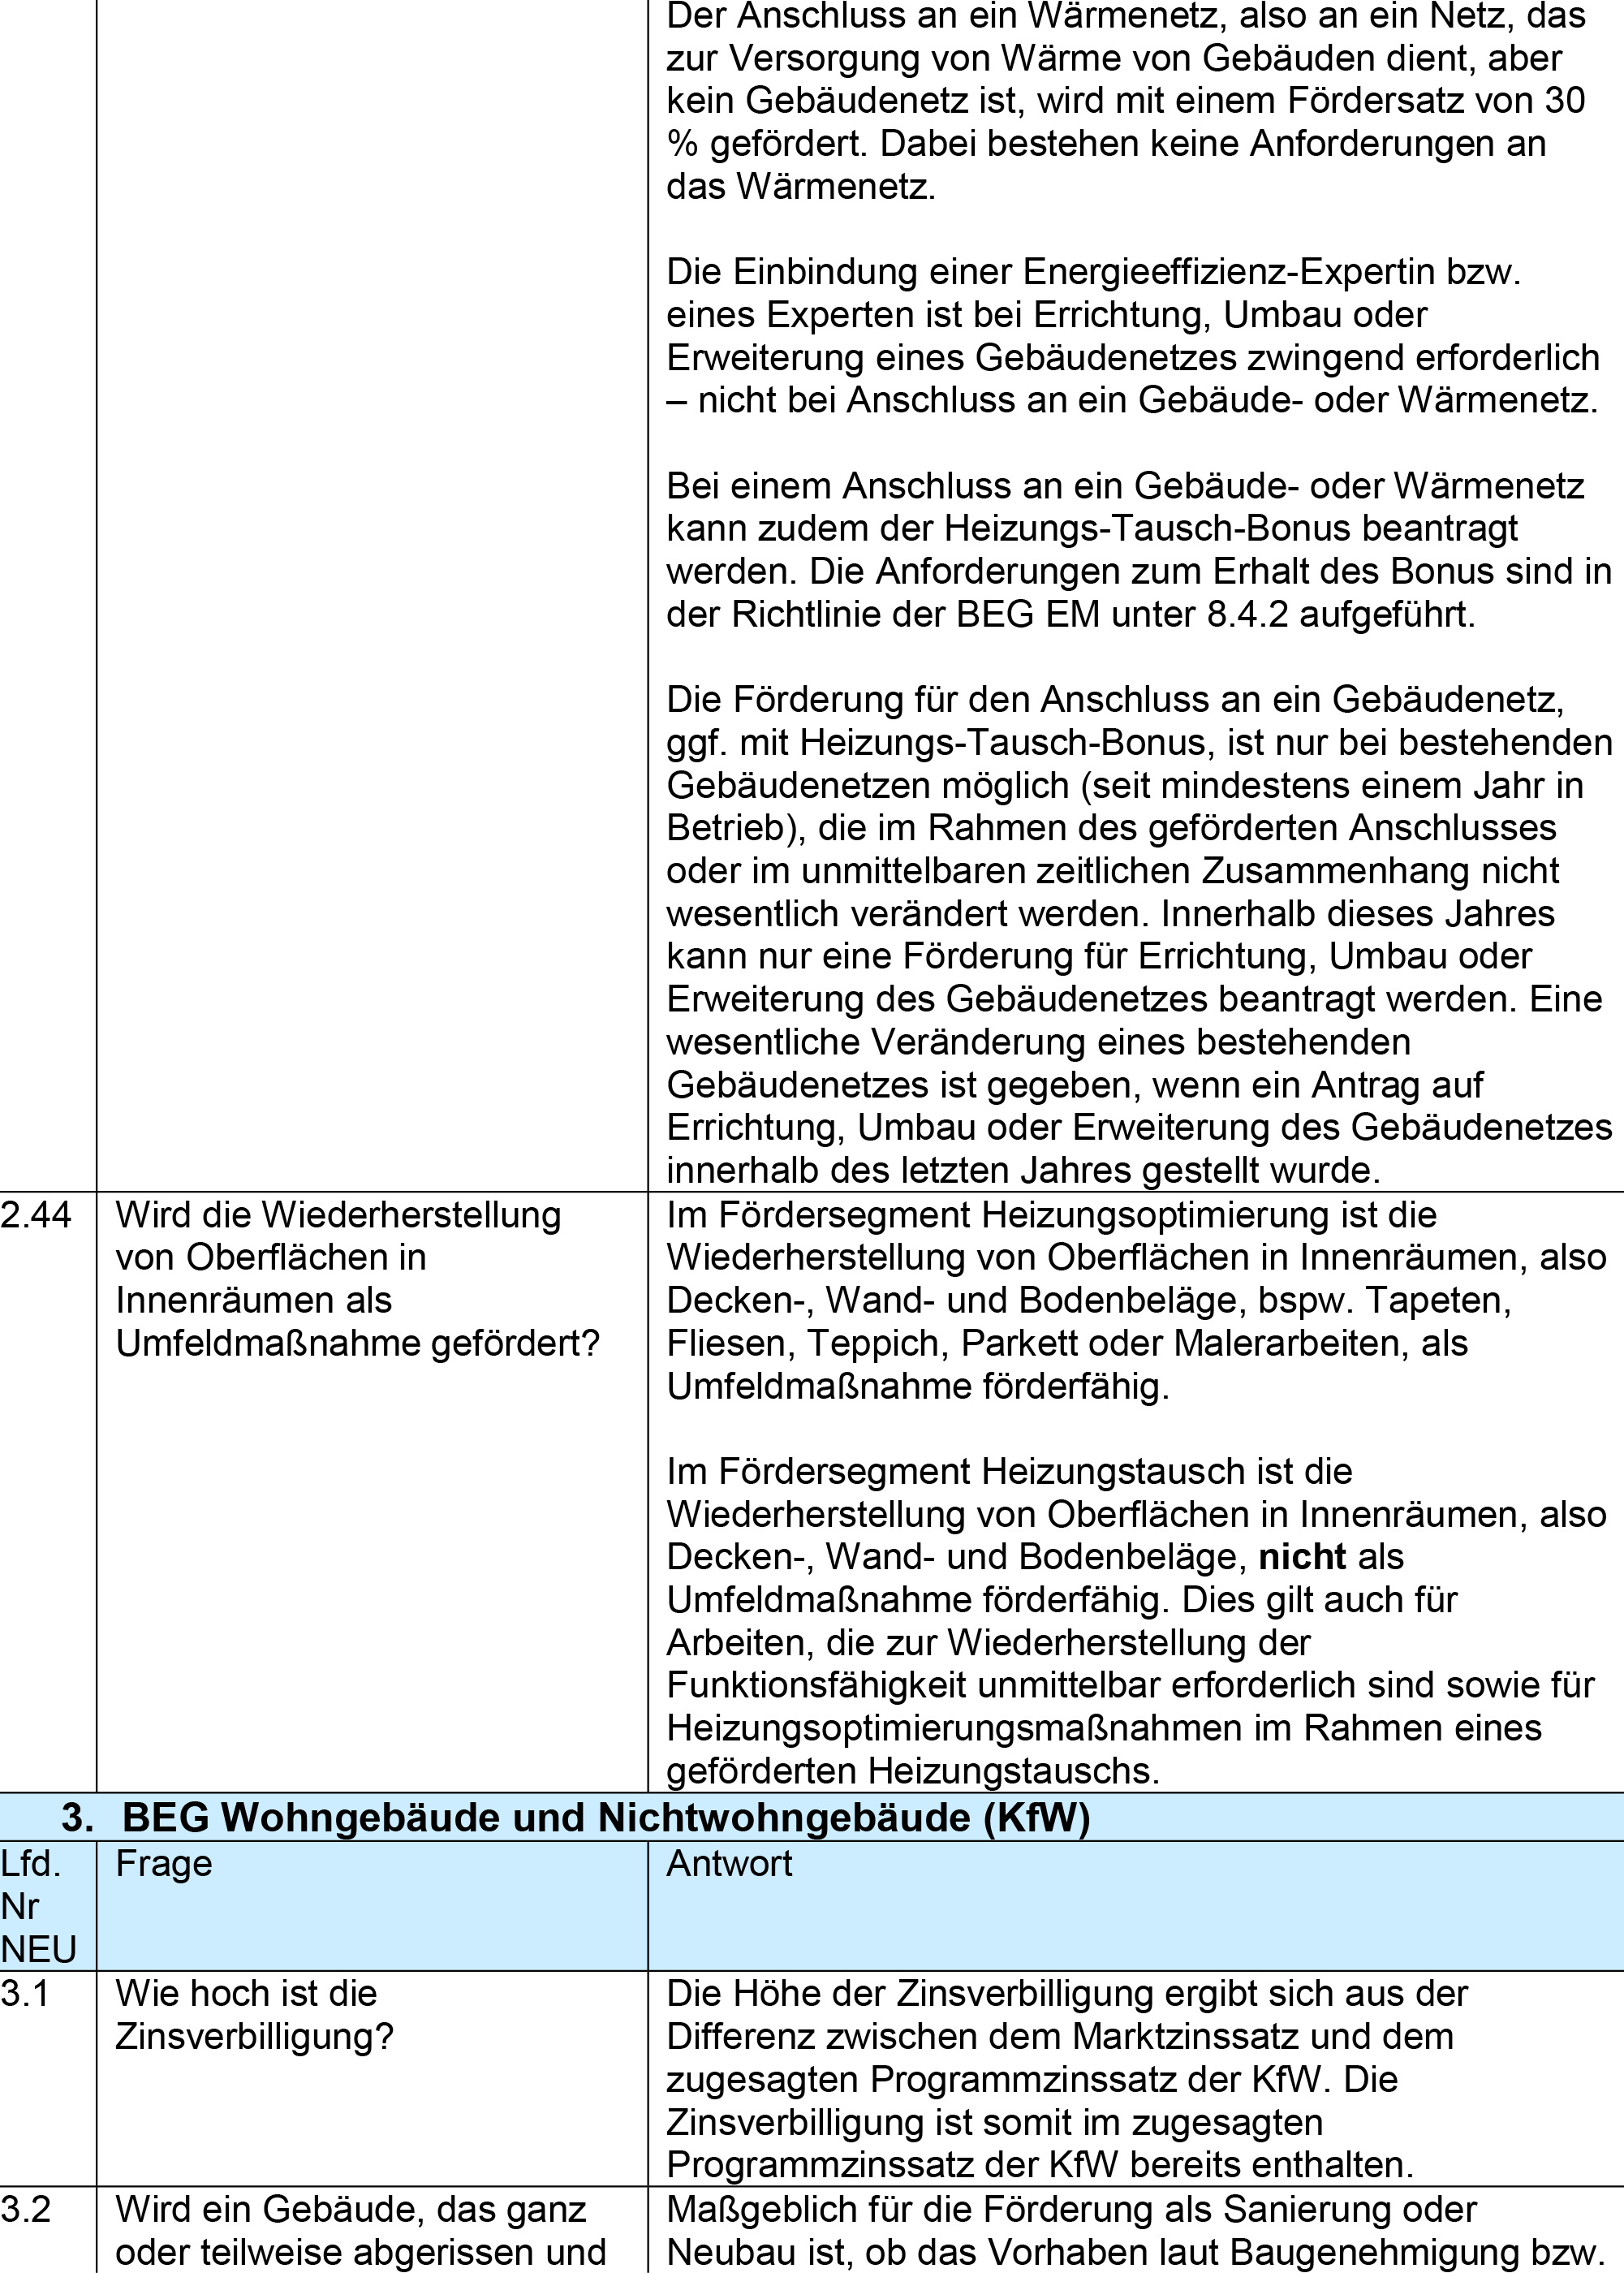 Der Anschluss an ein Wärmenetz, also an ein Netz, das
zur Versorgung von Wärme von Gebäuden dient, aber
kein Gebäudenetz ist, wird mit einem Fördersatz von 30
% gefördert. Dabei bestehen keine Anforderungen an
das Wärmenetz.
Die Einbindung einer Energieeffizienz-Expertin bzw.
eines Experten ist bei Errichtung, Umbau oder
Erweiterung eines Gebäudenetzes zwingend erforderlich
– nicht bei Anschluss an ein Gebäude- oder Wärmenetz.
Bei einem Anschluss an ein Gebäude- oder Wärmenetz
kann zudem der Heizungs-Tausch-Bonus beantragt
werden. Die Anforderungen zum Erhalt des Bonus sind in
der Richtlinie der BEG EM unter 8.4.2 aufgeführt.
Die Förderung für den Anschluss an ein Gebäudenetz,
ggf. mit Heizungs-Tausch-Bonus, ist nur bei bestehenden
Gebäudenetzen möglich (seit mindestens einem Jahr in
Betrieb), die im Rahmen des geförderten Anschlusses
oder im unmittelbaren zeitlichen Zusammenhang nicht
wesentlich verändert werden. Innerhalb dieses Jahres
kann nur eine Förderung für Errichtung, Umbau oder
Erweiterung des Gebäudenetzes beantragt werden. Eine
wesentliche Veränderung eines bestehenden
Gebäudenetzes ist gegeben, wenn ein Antrag auf
Errichtung, Umbau oder Erweiterung des Gebäudenetzes
innerhalb des letzten Jahres gestellt wurde.
2.44
Wird die Wiederherstellung
von Oberflächen in
Innenräumen als
Umfeldmaßnahme gefördert?
Im Fördersegment Heizungsoptimierung ist die
Wiederherstellung von Oberflächen in Innenräumen, also
Decken-, Wand- und Bodenbeläge, bspw. Tapeten,
Fliesen, Teppich, Parkett oder Malerarbeiten, als
Umfeldmaßnahme förderfähig.
Im Fördersegment Heizungstausch ist die
Wiederherstellung von Oberflächen in Innenräumen, also
Decken-, Wand- und Bodenbeläge, nicht als
Umfeldmaßnahme förderfähig. Dies gilt auch für
Arbeiten, die zur Wiederherstellung der
Funktionsfähigkeit unmittelbar erforderlich sind sowie für
Heizungsoptimierungsmaßnahmen im Rahmen eines
geförderten Heizungstauschs.
3. BEG Wohngebäude und Nichtwohngebäude (KfW)
Lfd.
Nr
NEU
Frage
Antwort
3.1
Wie hoch ist die
Zinsverbilligung?
Die Höhe der Zinsverbilligung ergibt sich aus der
Differenz zwischen dem Marktzinssatz und dem
zugesagten Programmzinssatz der KfW. Die
Zinsverbilligung ist somit im zugesagten
Programmzinssatz der KfW bereits enthalten.
3.2
Wird ein Gebäude, das ganz
oder teilweise abgerissen und
Maßgeblich für die Förderung als Sanierung oder
Neubau ist, ob das Vorhaben laut Baugenehmigung bzw.